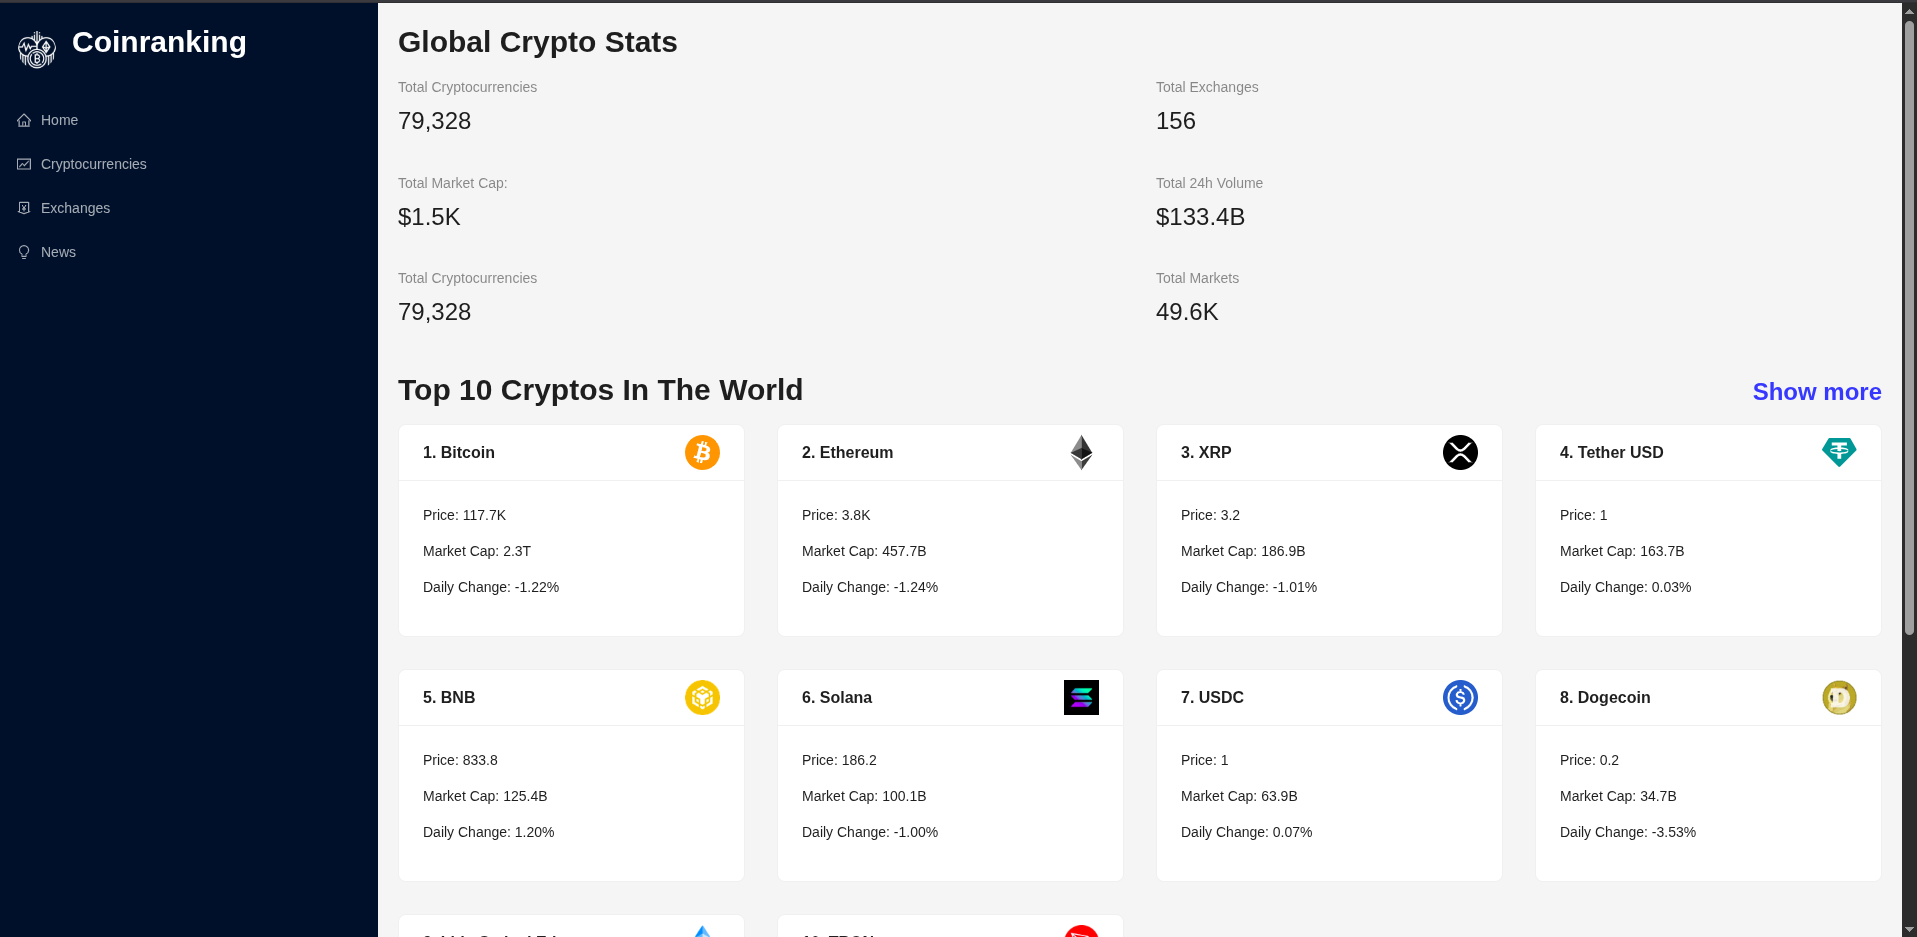 Coinranking
Home
Cryptocurrencies
Exchanges
News
Global Crypto Stats
Total Cryptocurrencies
79,328
Total Exchanges
156
Total Market Cap:
$1.5K
Total 24h Volume
$133.4B
Total Cryptocurrencies
79,328
Total Markets
49.6K
Top 10 Cryptos In The World
Show more
1. Bitcoin
Price: 117.7K
Market Cap: 2.3T
Daily Change: -1.22%
2. Ethereum
Price: 3.8K
Market Cap: 457.7B
Daily Change: -1.24%
3. XRP
Price: 3.2
Market Cap: 186.9B
Daily Change: -1.01%
4. Tether USD
Price: 1
Market Cap: 163.7B
Daily Change: 0.03%
5. BNB
Price: 833.8
Market Cap: 125.4B
Daily Change: 1.20%
6. Solana
Price: 186.2
Market Cap: 100.1B
Daily Change: -1.00%
7. USDC
Price: 1
Market Cap: 63.9B
Daily Change: 0.07%
8. Dogecoin
Price: 0.2
Market Cap: 34.7B
Daily Change: -3.53%
10. TRON